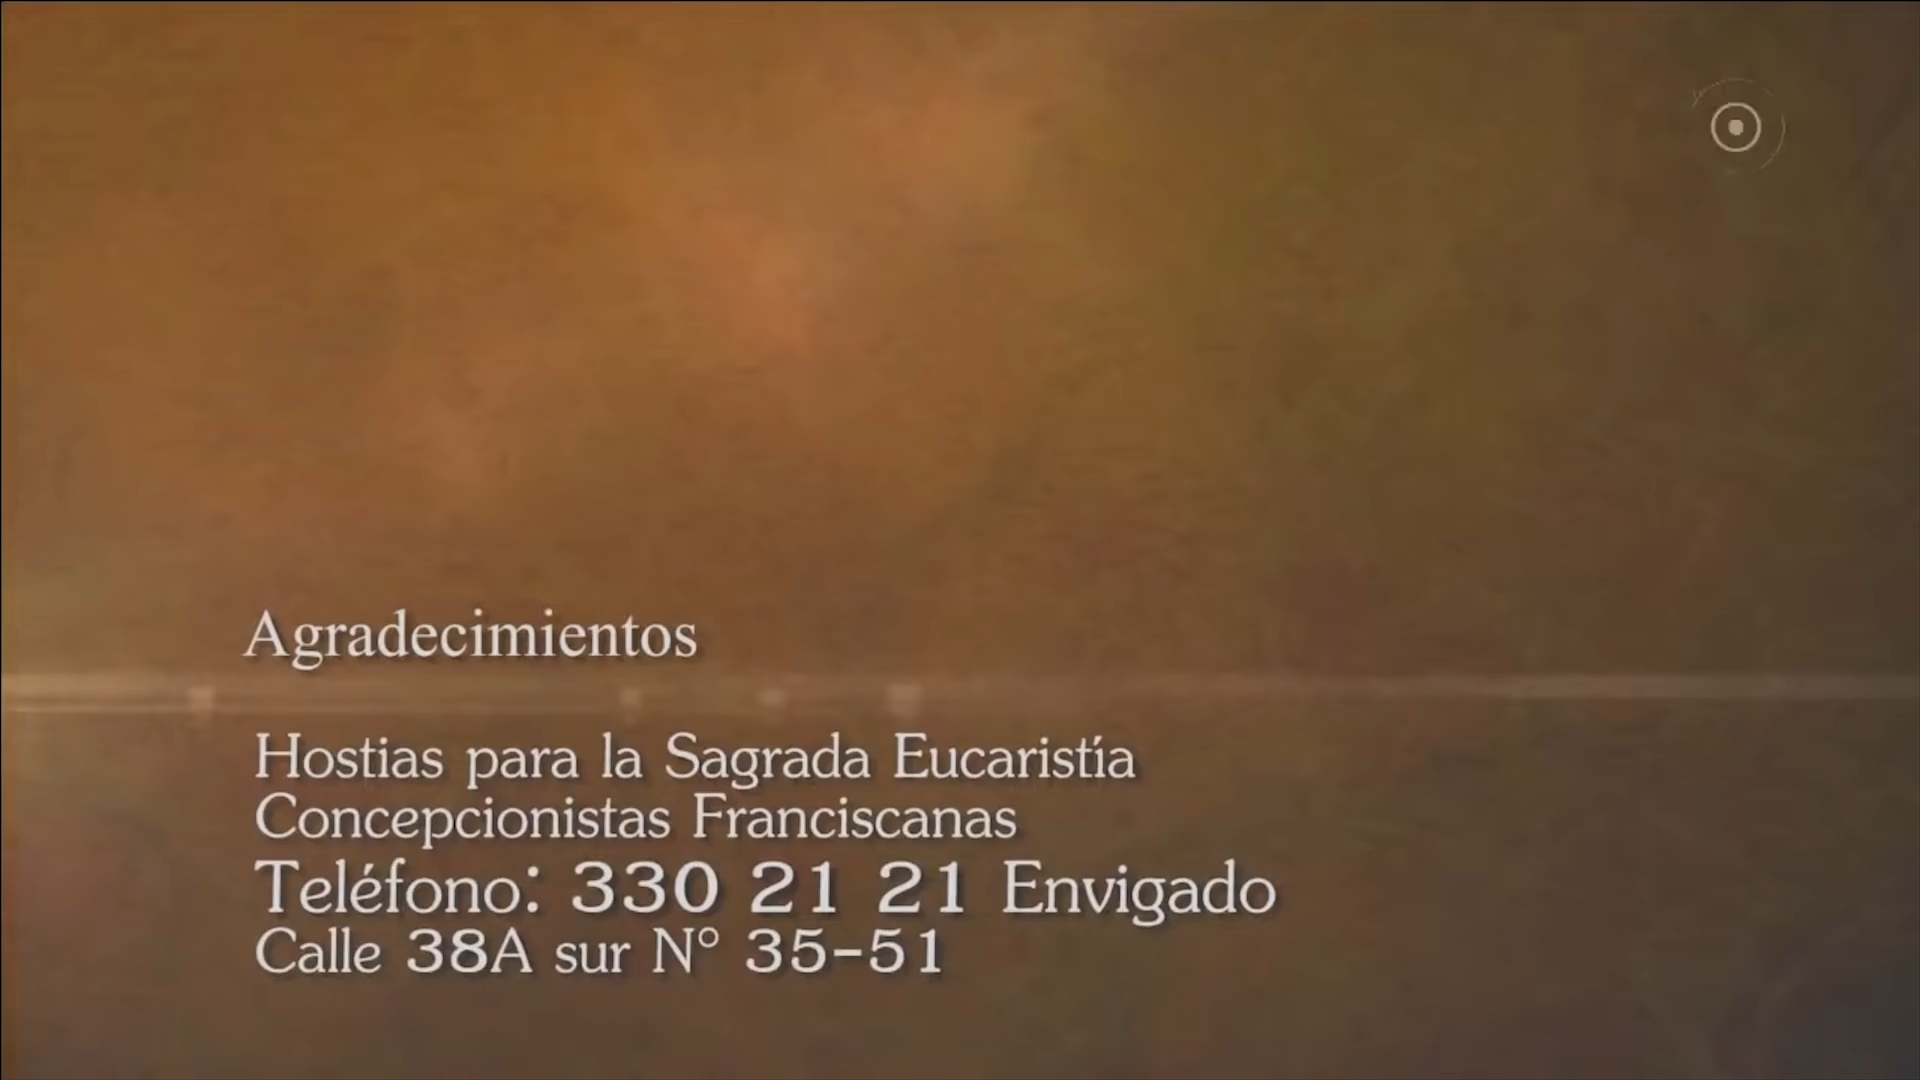 Agradecimientos
Hostias para la Sagrada Eucaristía
Concepcionistas Franciscanas
Teléfono: 330 21 21 Envigado
Calle 38A sur N° 35-51